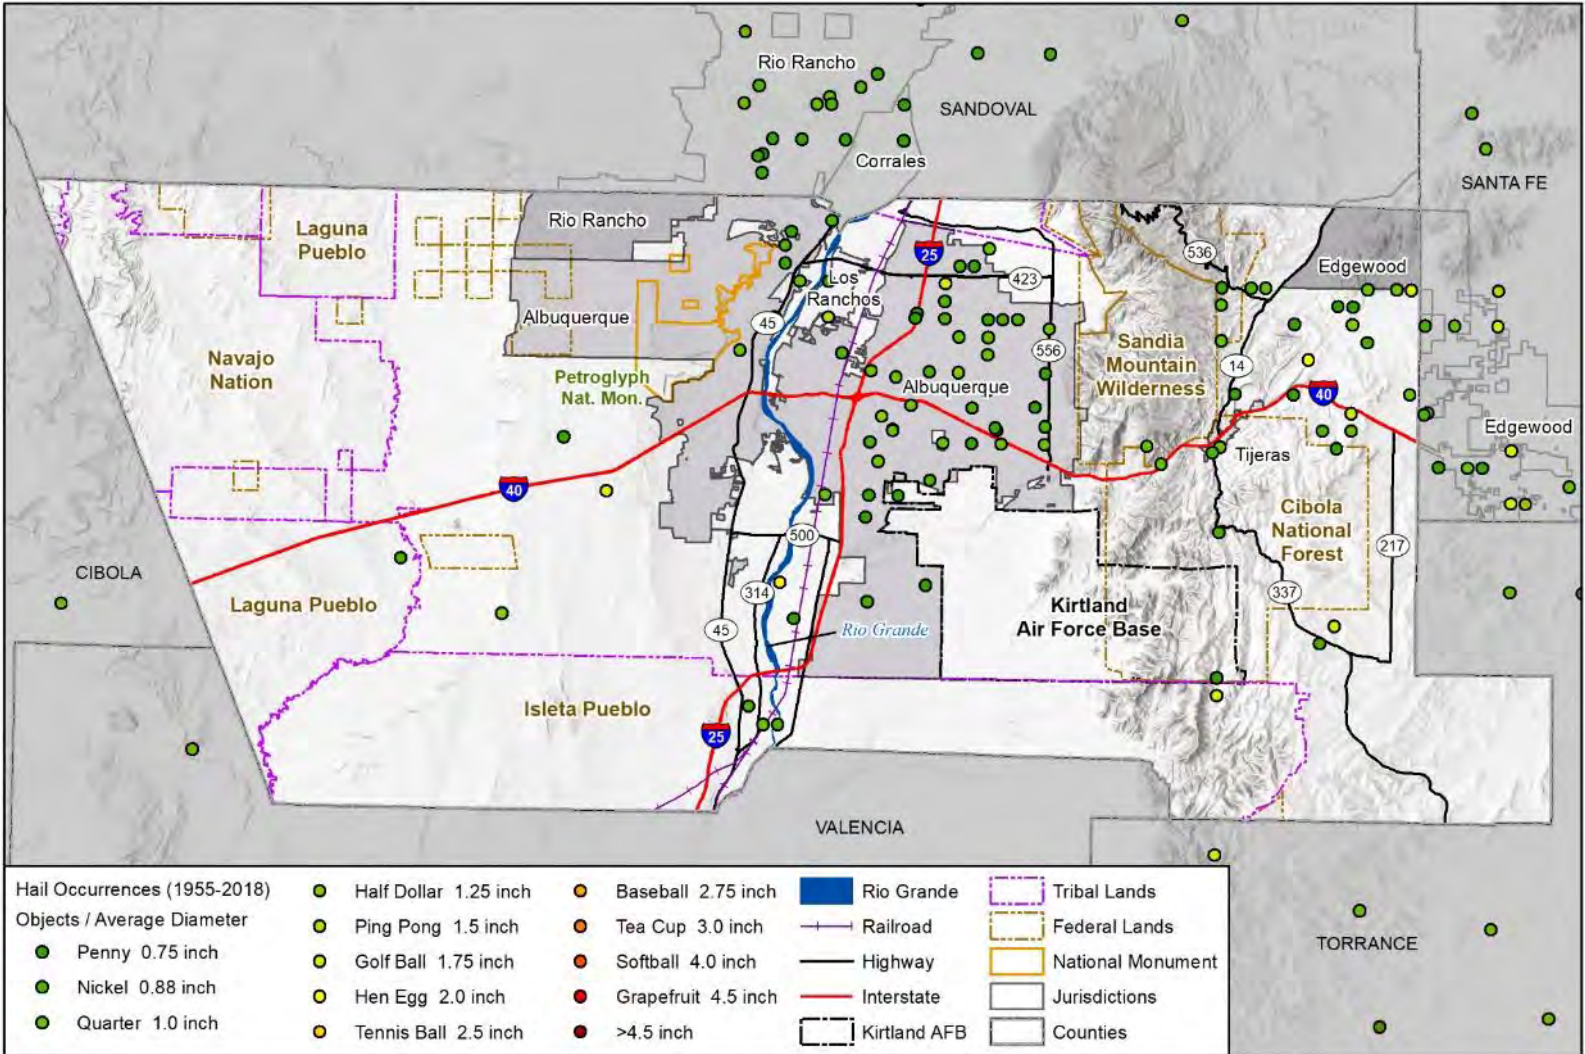 Rio Rancho
SANDOVAL
Corrales
SANTA FE
Rio Rancho
Laguna
Pueblo
25
536
Edgewood
423
Los
Ranchos
Albuquerque
45
Navajo
Nation
556
Sandia
Mountain
Wilderness
14
Petroglyph
Nat. Mon.
Albuquerque
40
Edgewood
Tijeras
40
Cibola
National
Forest
500
217
CIBOLA
Laguna Pueblo
314
337
Kirtland
Air Force Base
45
Rio Grande
Isleta Pueblo
25
VALENCIA
TORRANCE
Hail Occurrences (1955-2018)
Objects / Average Diameter
Penny 0.75 inch
Nickel 0.88 inch
Quarter 1.0 inch
Half Dollar 1.25 inch
Ping Pong 1.5 inch
Golf Ball 1.75 inch
Hen Egg 2.0 inch
Tennis Ball 2.5 inch
Baseball 2.75 inch
Tea Cup 3.0 inch
Softball 4.0 inch
Grapefruit 4.5 inch
>4.5 inch
Rio Grande
Railroad
Highway
Interstate
Kirtland AFB
Tribal Lands
Federal Lands
National Monument
Jurisdictions
Counties